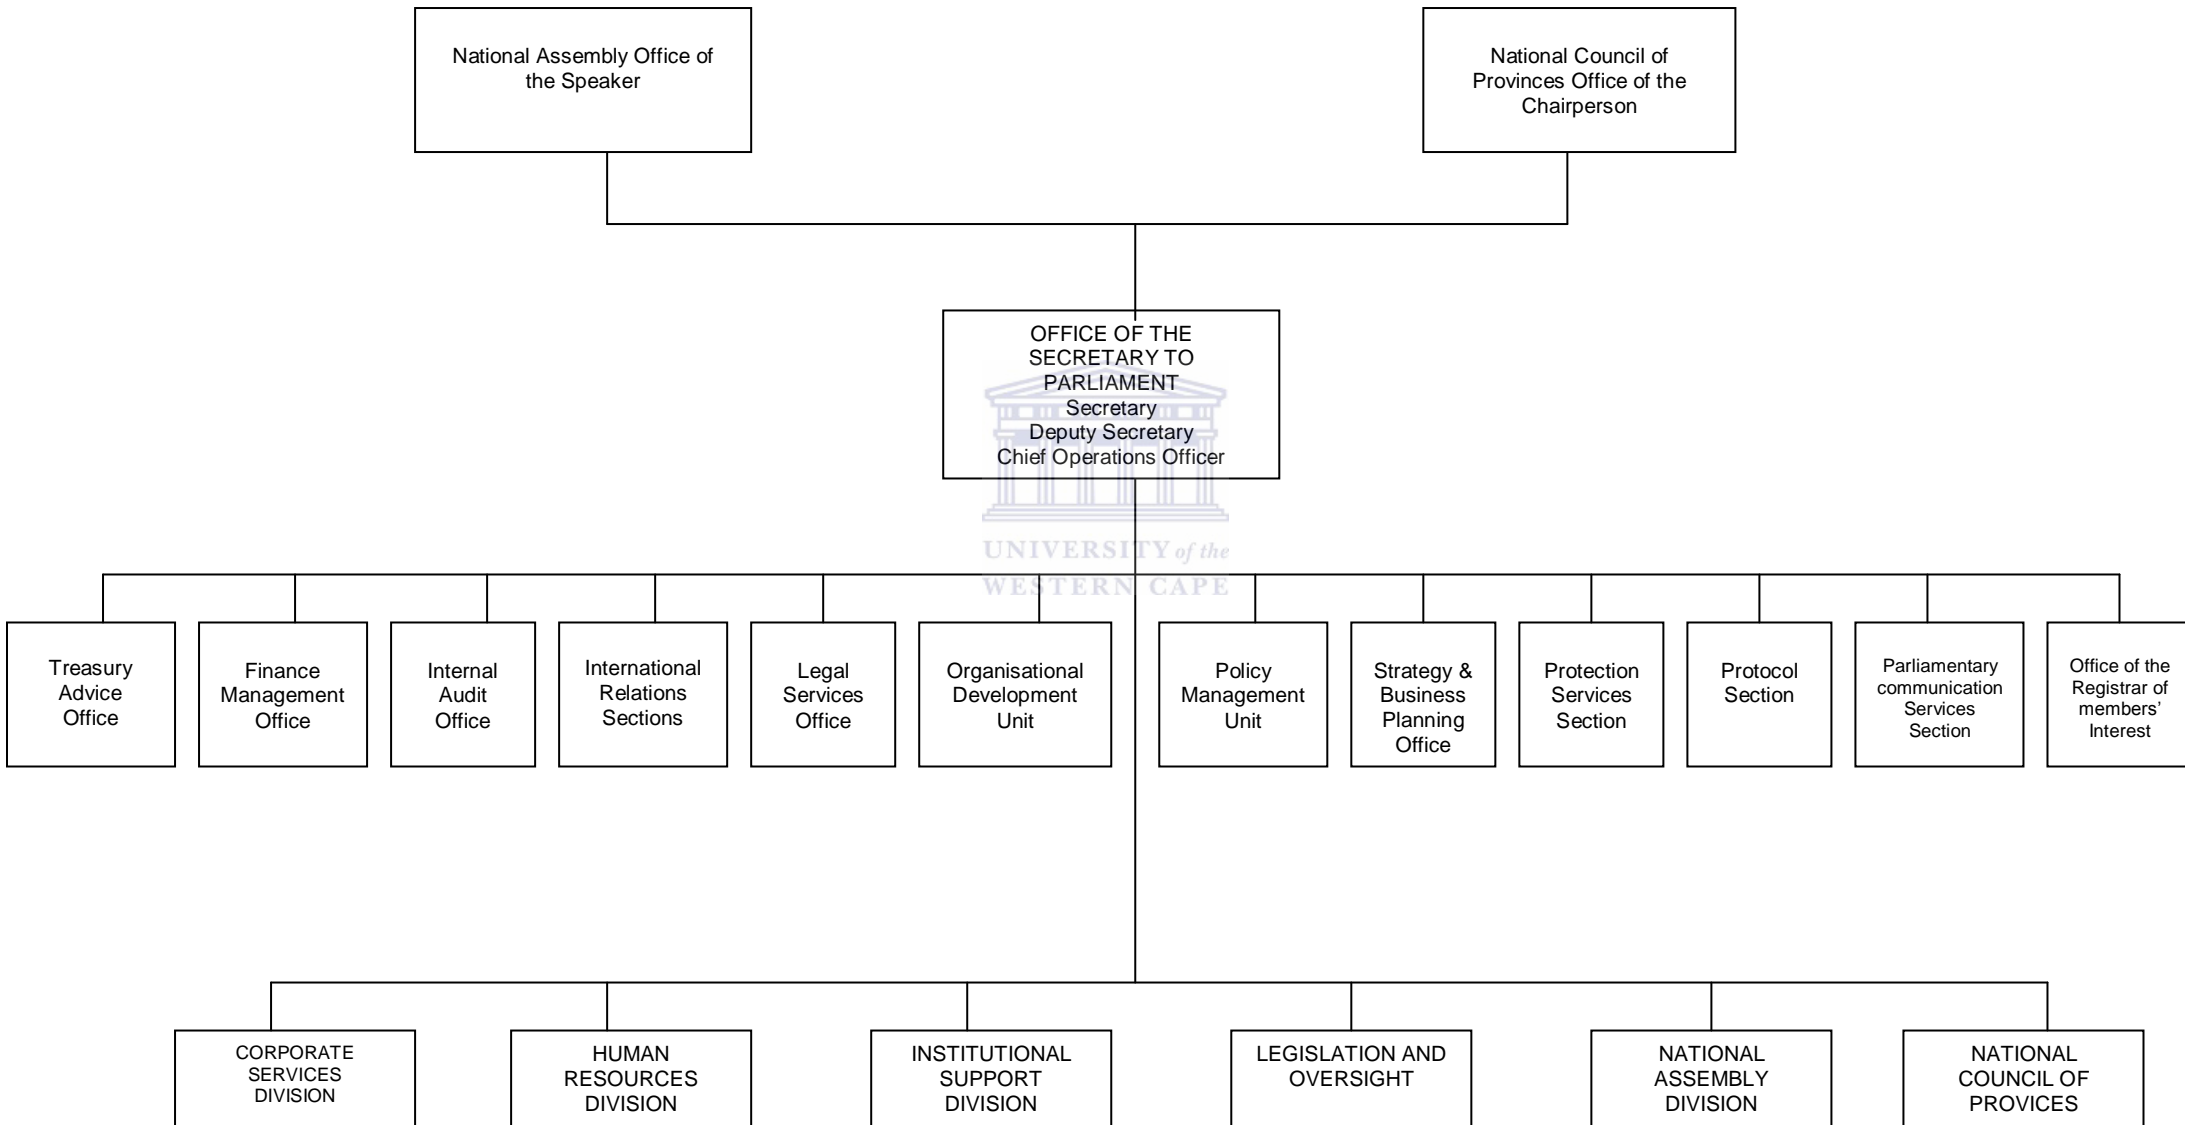 National Assembly Office of
the Speaker
National Council of
Provinces Office of the
Chairperson
OFFICE OF THE
SECRETARY TO
PARLIAMENT
Secretary
Deputy Secretary
Chief Operations Officer
UNIVERSITY of the
WESTERN CAPE
Treasury
Advice
Office
Finance
Management
Office
Internal
Audit
Office
International
Relations
Sections
Legal
Services
Office
Organisational
Development
Unit
Policy
Management
Unit
Strategy &
Business
Planning
Office
Protection
Services
Section
Protocol
Section
Parliamentary
communication
Services
Section
Office of the
Registrar of
members’
Interest
CORPORATE
SERVICES
DIVISION
HUMAN
RESOURCES
DIVISION
INSTITUTIONAL
SUPPORT
DIVISION
LEGISLATION AND
OVERSIGHT
NATIONAL
ASSEMBLY
DIVISION
NATIONAL
COUNCIL OF
PROVICES